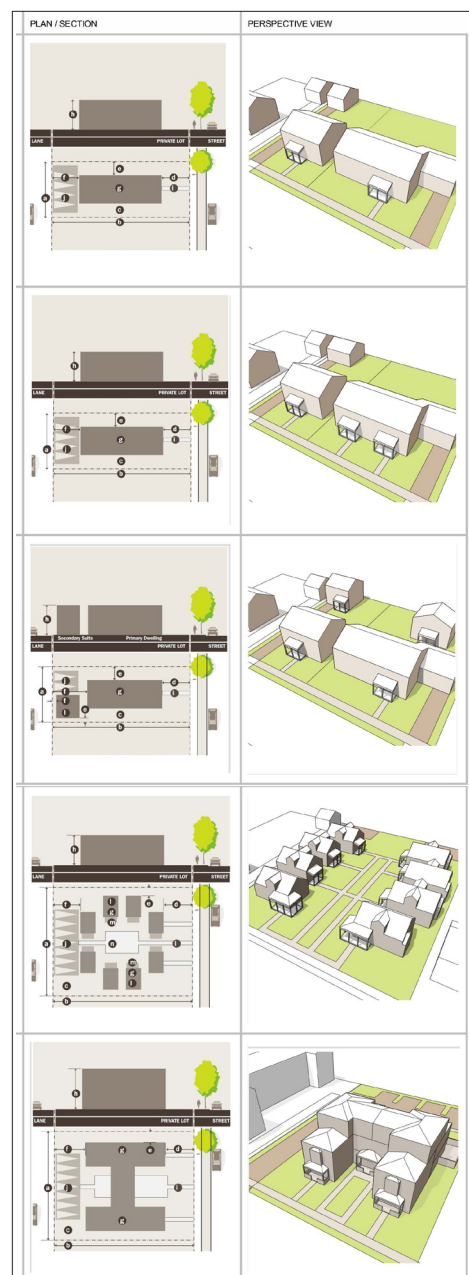 PLAN / SECTION
PERSPECTIVE VIEW
h
LANE PRIVATE LOT STREET
e
f d
a g
j i
c
b
h
LANE PRIVATE LOT STREET
e
f d
a g
j i
c
b
h
Secondary Suite Primary Dwelling
LANE PRIVATE LOT STREET
j e
a d
f g i
f
l e c
b
h
LANE PRIVATE LOT STREET
f l e d
g
m
a j n i
m
g
c l
b
h
LANE PRIVATE LOT STREET
f g e d
a j i
g
c
b